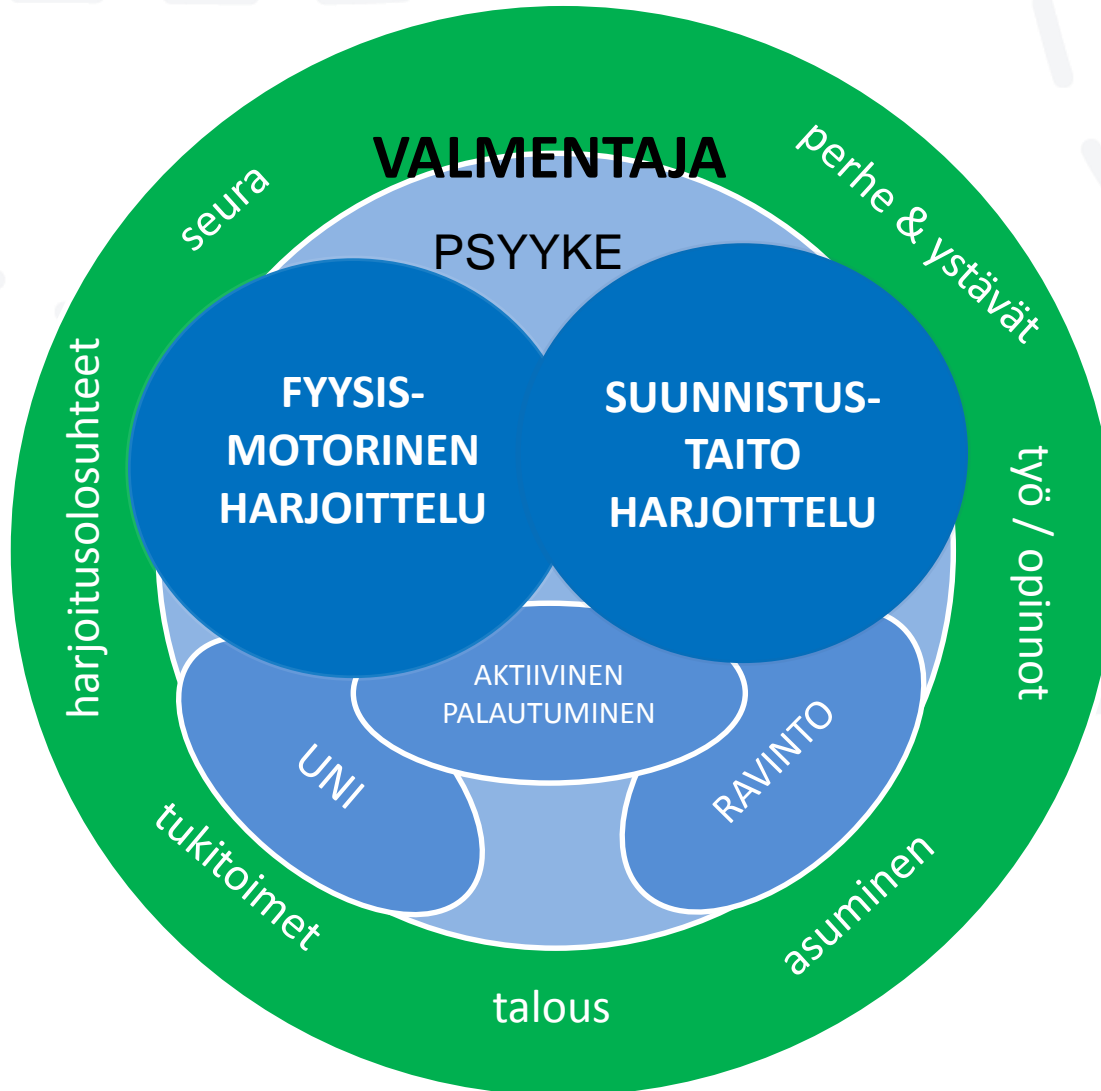 VALMENTAJA
PSYYKE
seura
perhe & ystävät
harjoitusolosuhteet
työ / opinnot
FYYSIS-
MOTORINEN
HARJOITTELU
SUUNNISTUS-
TAITO
HARJOITTELU
AKTIIVINEN
PALAUTUMINEN
UNI
RAVINTO
tukitoimet
asuminen
talous